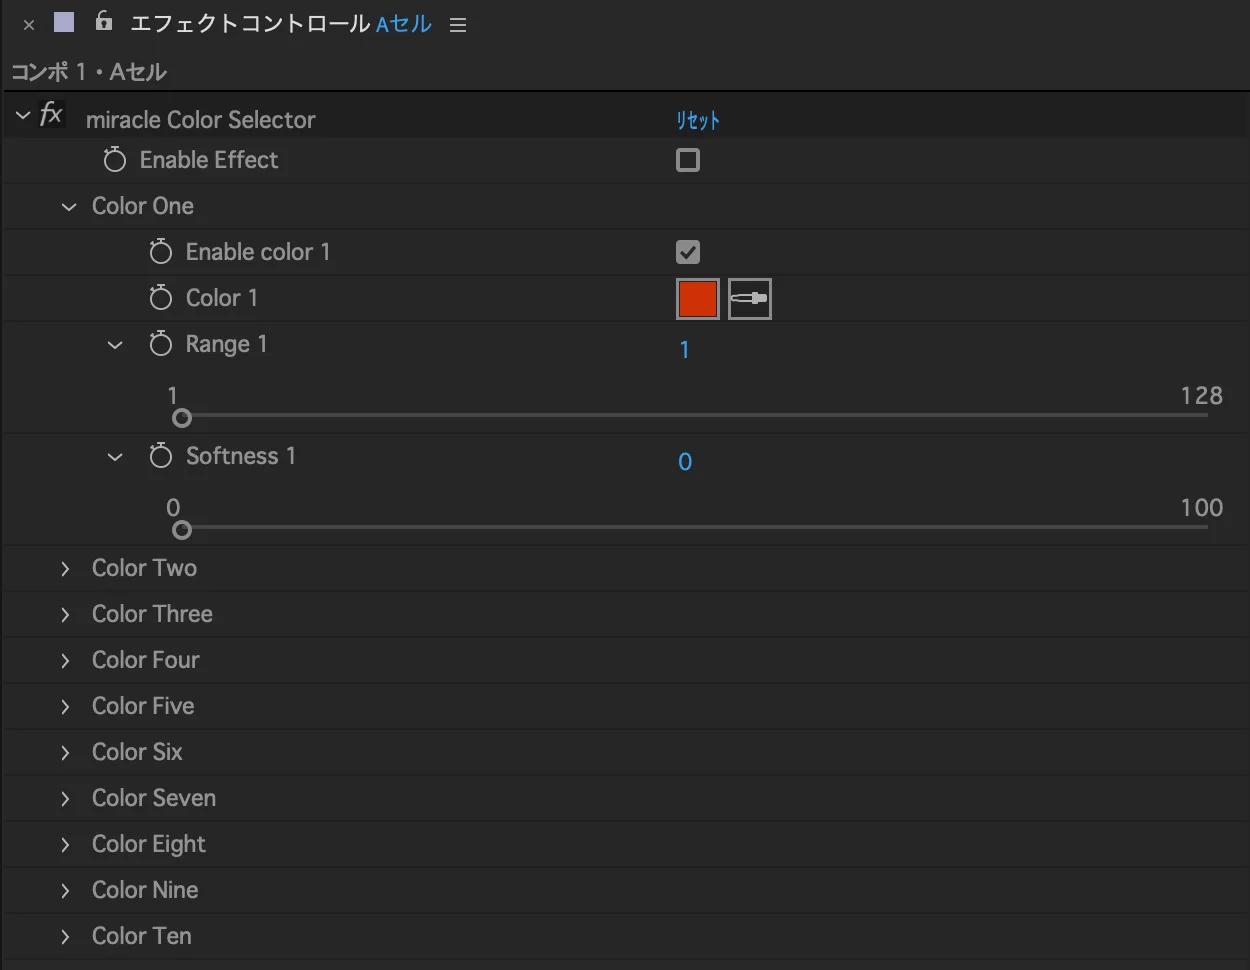 エフェクトコントロール Aセル
コンポ 1・Aセル
fx miracle Color Selector リセット
Enable Effect
Color One
Enable color 1
Color 1
Range 1 1
1 128
Softness 1 0
0 100
Color Two
Color Three
Color Four
Color Five
Color Six
Color Seven
Color Eight
Color Nine
Color Ten